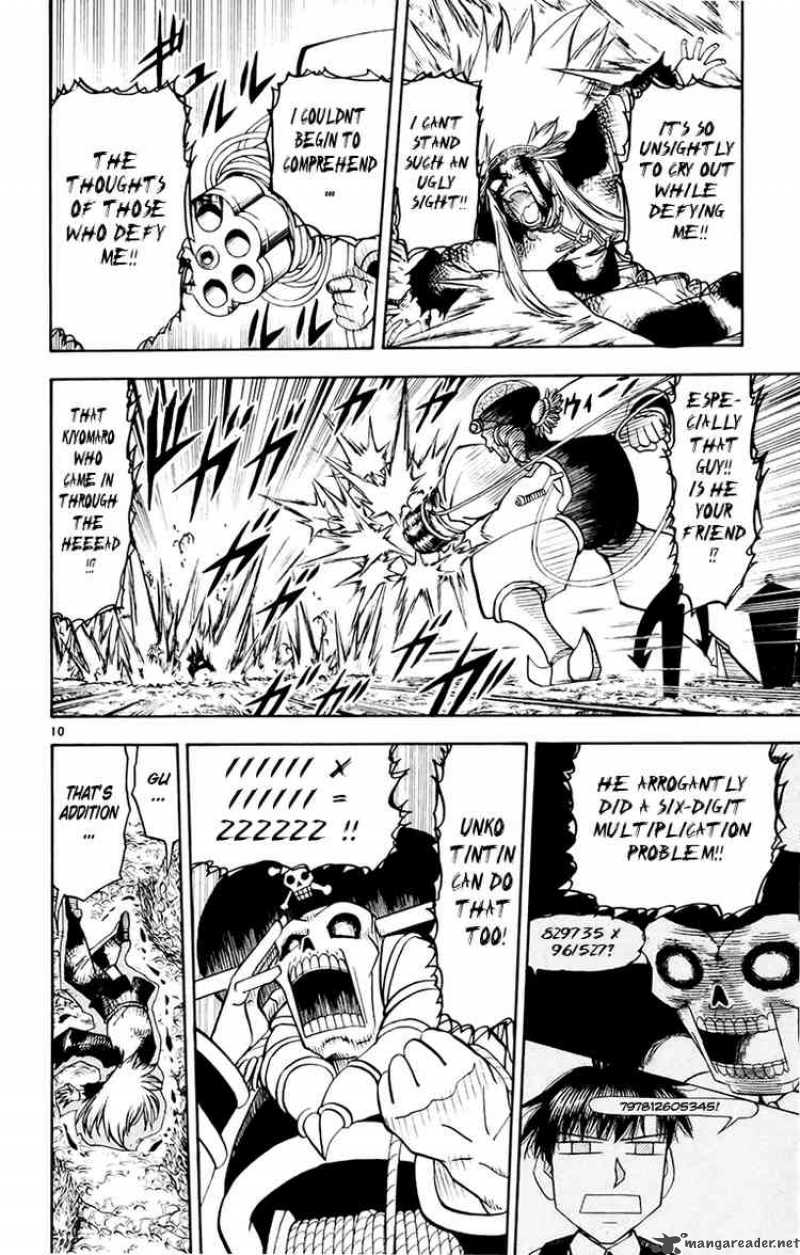 IT'S SO
UNSIGHTLY
TO CRY OUT
WHILE
DEFYING
ME!!
I CAN'T
STAND
SUCH AN
UGLY
SIGHT!!
I COULDN'T
BEGIN TO
COMPREHEND
...
THE
THOUGHTS
OF THOSE
WHO DEFY
ME!!
ESPE-
CIALLY
THAT
GUY!!
IS HE
YOUR
FRIEND
!?
THAT
KIYOMARO
WHO
CAME IN
THROUGH
THE
HEEEAD
!!?
10
HE ARROGANTLY
DID A SIX-DIGIT
MULTIPLICATION
PROBLEM!!
829735 X
961527?
797812605345!
UNKO
TINTIN
CAN DO
THAT
TOO!
111111 X
111111 =
222222 !!
GU
...
THAT'S
ADDITION
...
mangareader.net